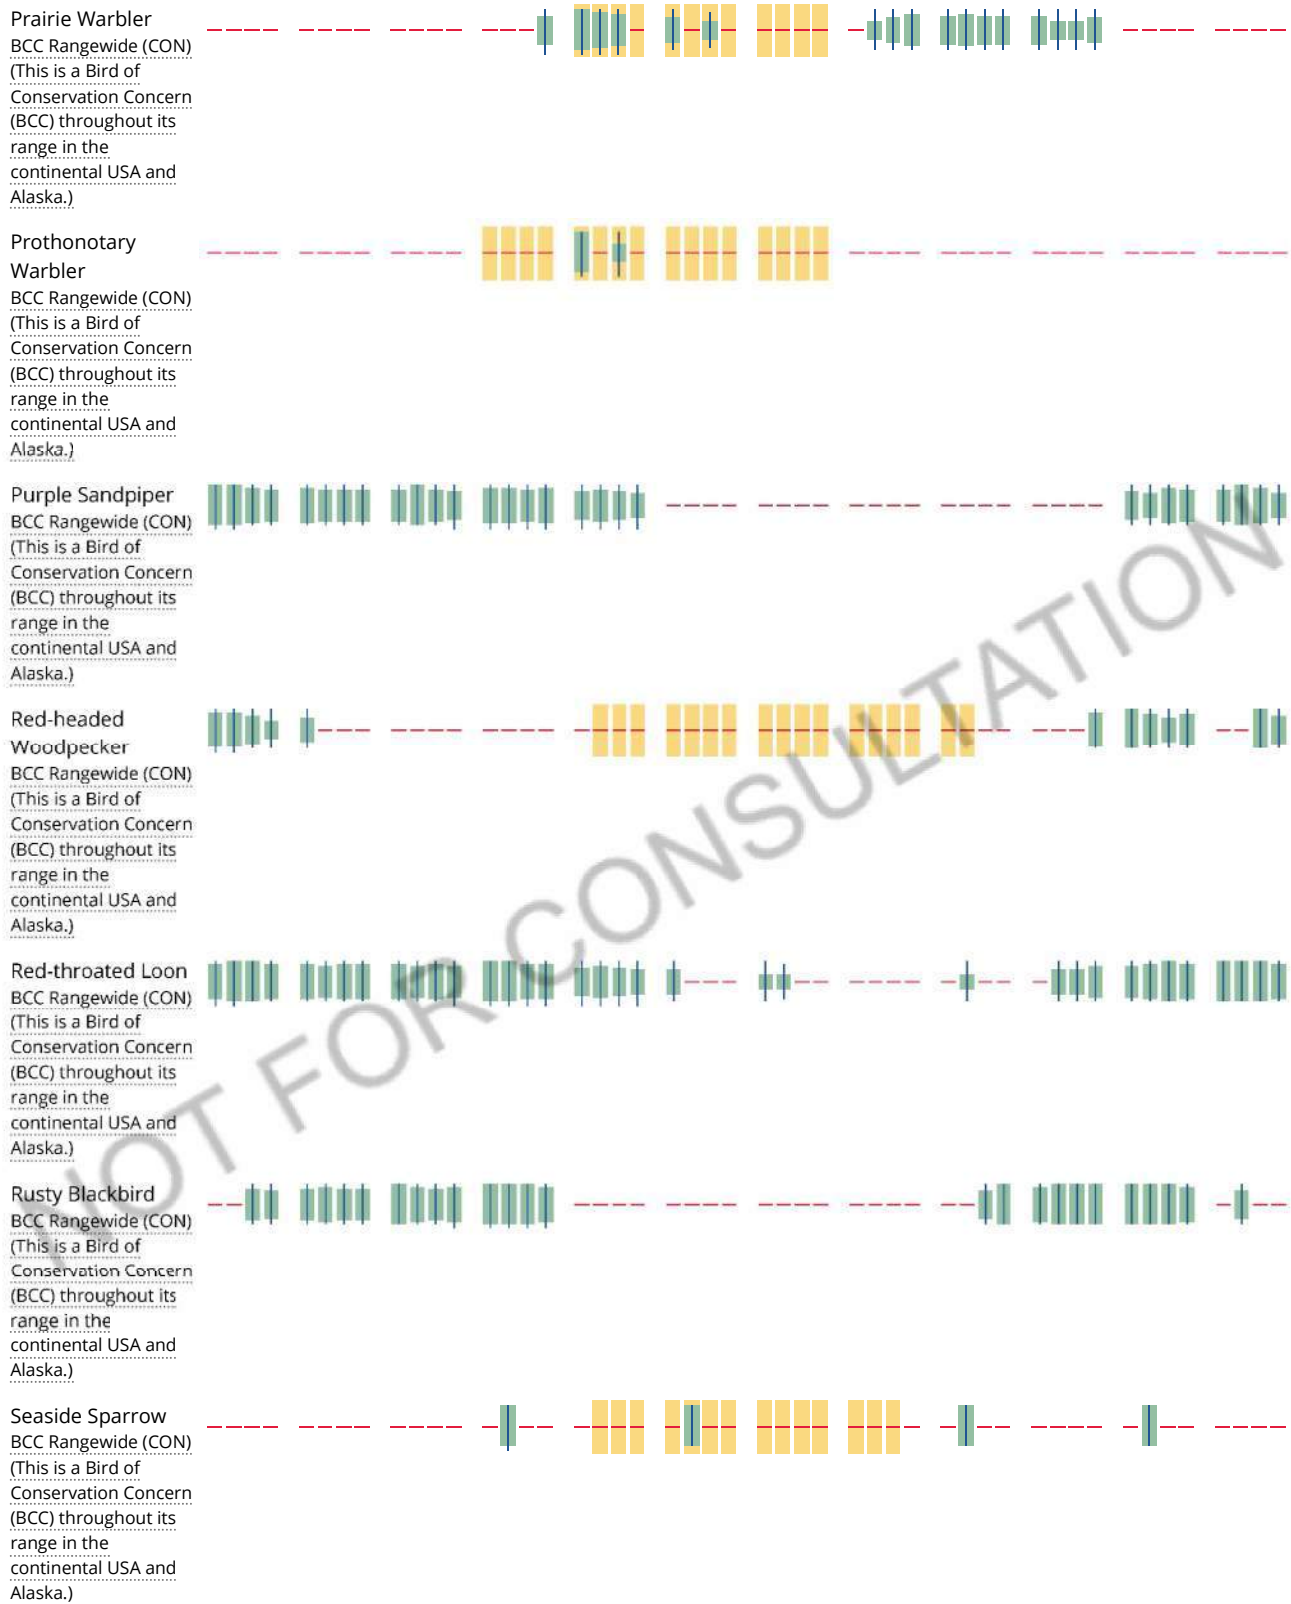 Prairie Warbler
BCC Rangewide (CON)
(This is a Bird of
Conservation Concern
(BCC) throughout its
range in the
continental USA and
Alaska.)
Prothonotary
Warbler
BCC Rangewide (CON)
(This is a Bird of
Conservation Concern
(BCC) throughout its
range in the
continental USA and
Alaska.)
Purple Sandpiper
BCC Rangewide (CON)
(This is a Bird of
Conservation Concern
(BCC) throughout its
range in the
continental USA and
Alaska.)
Red-headed
Woodpecker
BCC Rangewide (CON)
(This is a Bird of
Conservation Concern
(BCC) throughout its
range in the
continental USA and
Alaska.)
Red-throated Loon
BCC Rangewide (CON)
(This is a Bird of
Conservation Concern
(BCC) throughout its
range in the
continental USA and
Alaska.)
Rusty Blackbird
BCC Rangewide (CON)
(This is a Bird of
Conservation Concern
(BCC) throughout its
range in the
continental USA and
Alaska.)
Seaside Sparrow
BCC Rangewide (CON)
(This is a Bird of
Conservation Concern
(BCC) throughout its
range in the
continental USA and
Alaska.)
NOT FOR CONSULTATION